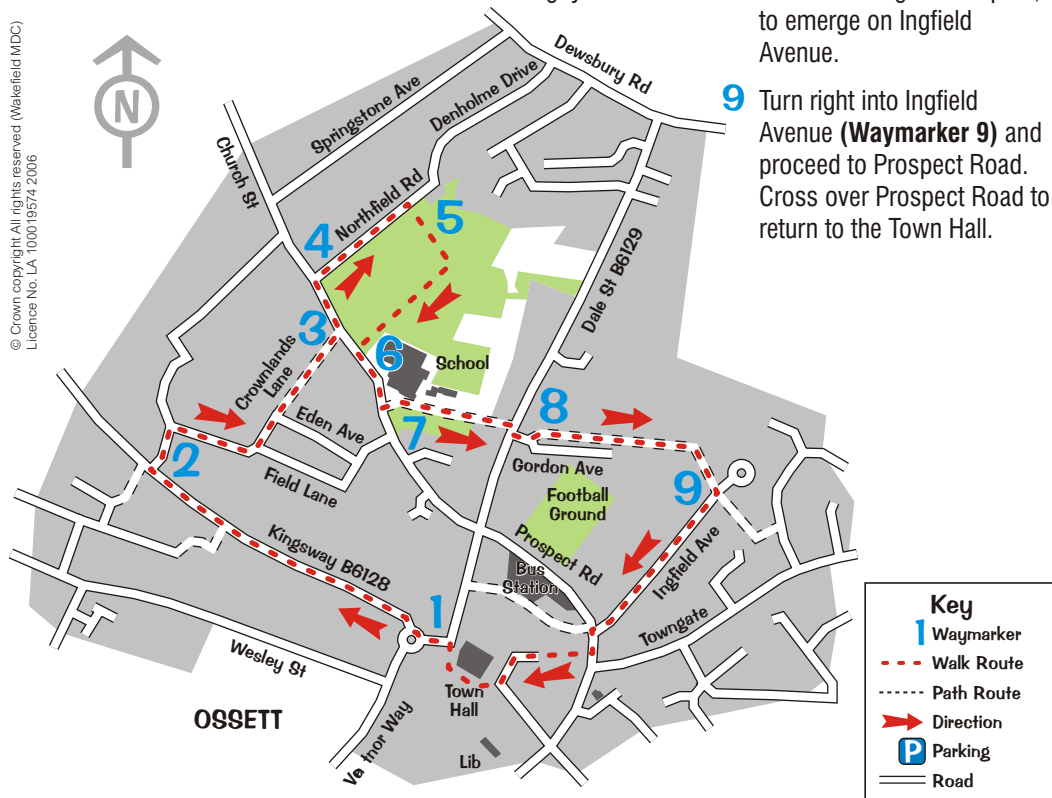 to emerge on Ingfield
Avenue.
9 Turn right into Ingfield
Avenue (Waymarker 9) and
proceed to Prospect Road.
Cross over Prospect Road to
return to the Town Hall.
© Crown copyright All rights reserved (Wakefield MDC)
Licence No. LA 100019574 2006
N
Dewsbury Rd
Springstone Ave
Denholme Drive
Church St
Northfield Rd
5
4
Dale St B6129
3
6
School
Crownlands
Lane
Eden Ave
7
8
2
Field Lane
Gordon Ave
9
Football
Ground
Kingsway B6128
Prospect Rd
Bus
Station
Ingfield Ave
1
Towngate
Wesley St
Town
Hall
OSSETT
Lib
Key
1 Waymarker
Walk Route
Path Route
Direction
P Parking
Road